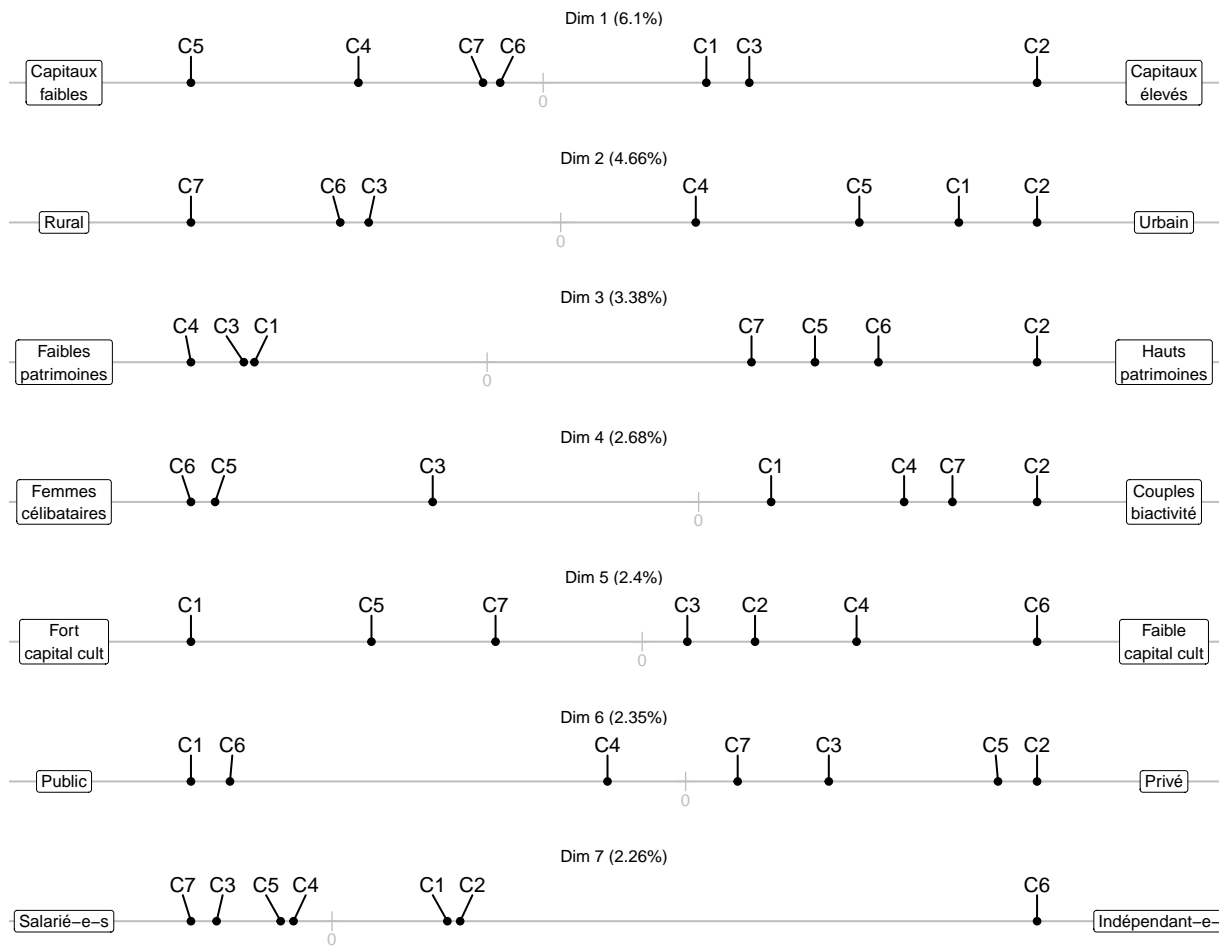 Dim 1 (6.1%)
C5 C4 C7 C6 C1 C3 C2
Capitaux
faibles
Capitaux
élevés
0
Dim 2 (4.66%)
C7 C6 C3 C4 C5 C1 C2
Rural
Urbain
0
Dim 3 (3.38%)
C4 C3 C1 C7 C5 C6 C2
Faibles
patrimoines
Hauts
patrimoines
0
Dim 4 (2.68%)
C6 C5 C3 C1 C4 C7 C2
Femmes
célibataires
Couples
biactivité
0
Dim 5 (2.4%)
C1 C5 C7 C3 C2 C4 C6
Fort
capital cult
Faible
capital cult
0
Dim 6 (2.35%)
C1 C6 C4 C7 C3 C5 C2
Public
Privé
0
Dim 7 (2.26%)
C7 C3 C5 C4 C1 C2 C6
Salarié−e−s
Indépendant−e−
0